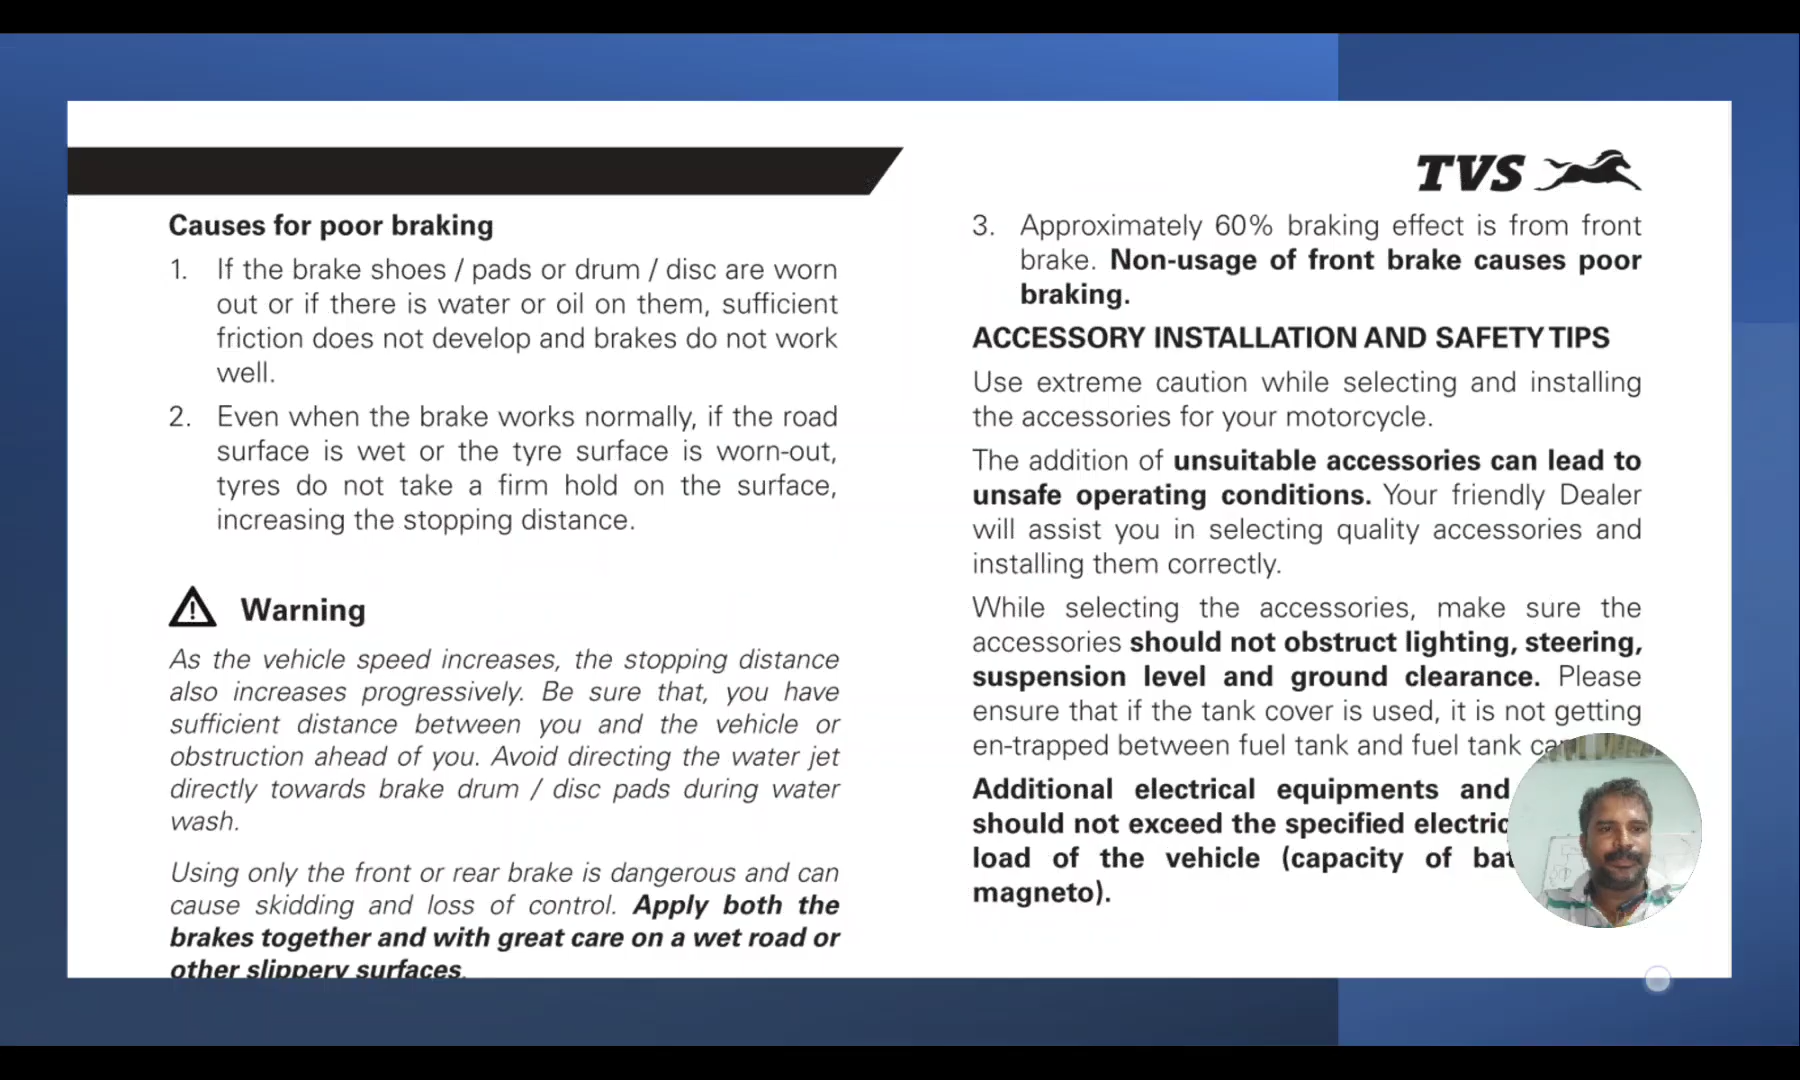 Causes for poor braking
1. If the brake shoes / pads or drum / disc are worn
out or if there is water or oil on them, sufficient
friction does not develop and brakes do not work
well.
2. Even when the brake works normally, if the road
surface is wet or the tyre surface is worn-out,
tyres do not take a firm hold on the surface,
increasing the stopping distance.
Warning
As the vehicle speed increases, the stopping distance
also increases progressively. Be sure that, you have
sufficient distance between you and the vehicle or
obstruction ahead of you. Avoid directing the water jet
directly towards brake drum / disc pads during water
wash.
Using only the front or rear brake is dangerous and can
cause skidding and loss of control. Apply both the
brakes together and with great care on a wet road or
other slippery surfaces.
TVS
3. Approximately 60% braking effect is from front
brake. Non-usage of front brake causes poor
braking.
ACCESSORY INSTALLATION AND SAFETY TIPS
Use extreme caution while selecting and installing
the accessories for your motorcycle.
The addition of unsuitable accessories can lead to
unsafe operating conditions. Your friendly Dealer
will assist you in selecting quality accessories and
installing them correctly.
While selecting the accessories, make sure the
accessories should not obstruct lighting, steering,
suspension level and ground clearance. Please
ensure that if the tank cover is used, it is not getting
en-trapped between fuel tank and fuel tank
Additional electrical equipments and
should not exceed the specified
load of the vehicle (capacity of
magneto).